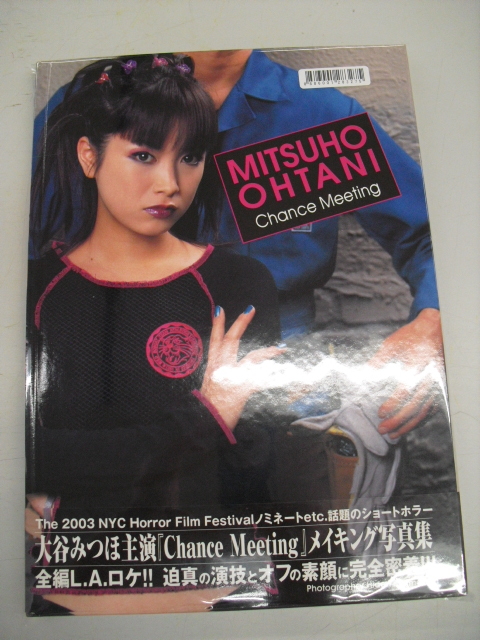 MITSUHO
OHTANI
Chance Meeting
The 2003 NYC Horror Film Festivalノミネートetc.話題のショートホラー
大谷みつほ主演『Chance Meeting』メイキング写真集
全編L.A.ロケ!! 迫真の演技とオフの素顔に完全密着!!